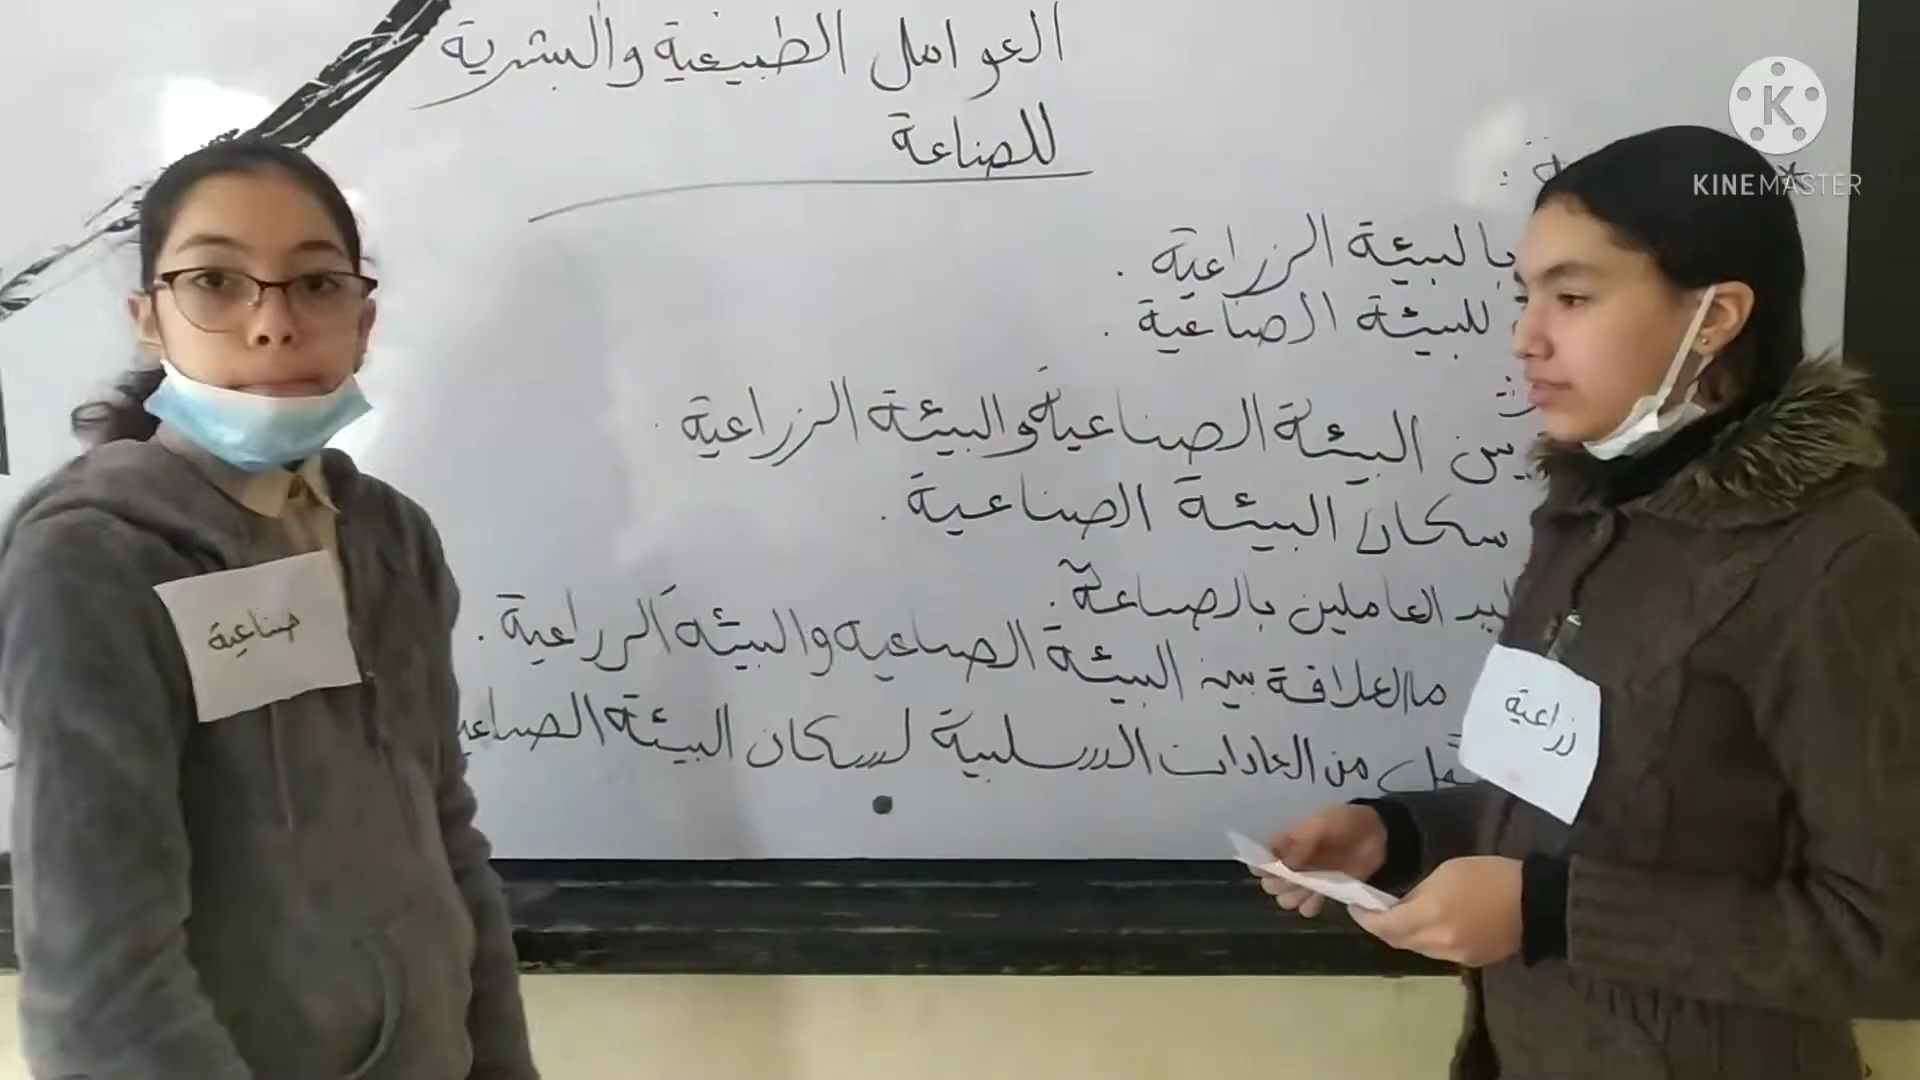 العوامل الطبيعية والبشرية
للصناعة
بالبيئة الزراعية .
للبيئة الصناعية .
بين البيئة الصناعية والبيئة الزراعية .
سكان البيئة الصناعية .
العاملين بالصناعة .
ما العلاقة بين البيئة الصناعية والبيئة الزراعية .
من العادات السلبية لسكان البيئة
صناعية
زراعية
K
KINEMASTER